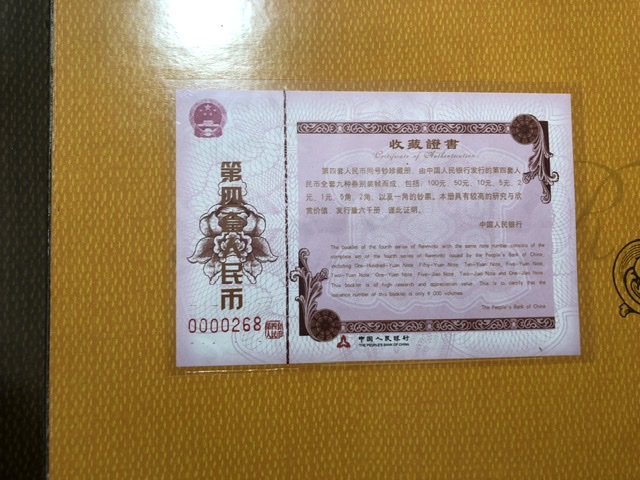 第四套人民币
0000268
收藏證書
Certificate of Authentication
第四套人民币同号钞珍藏册，由中国人民银行发行的第四套人
民币全套九种券别装帧而成，包括：100元、50元、10元、5元、2
元、1元、5角、2角、以及一角的钞票。本册具有较高的研究与欣
赏价值，发行量六千册，谨此证明。
中国人民银行
The booklet of the fourth series of Renminbi with the same note number consists of the
complete set of the fourth series of Renminbi issued by the People's Bank of China,
including One-Hundred-Yuan Note, Fifty-Yuan Note, Ten-Yuan Note, Five-Yuan Note
Two-Yuan Note, One-Yuan Note, Five-Jiao Note, Two-Jiao Note and One-Jiao Note.
This booklet is of high research and appreciation value. This is to certify that the
issuance number of this booklet is only 6 000 volumes.
The People's Bank of China
中国人民银行
THE PEOPLE'S BANK OF CHINA